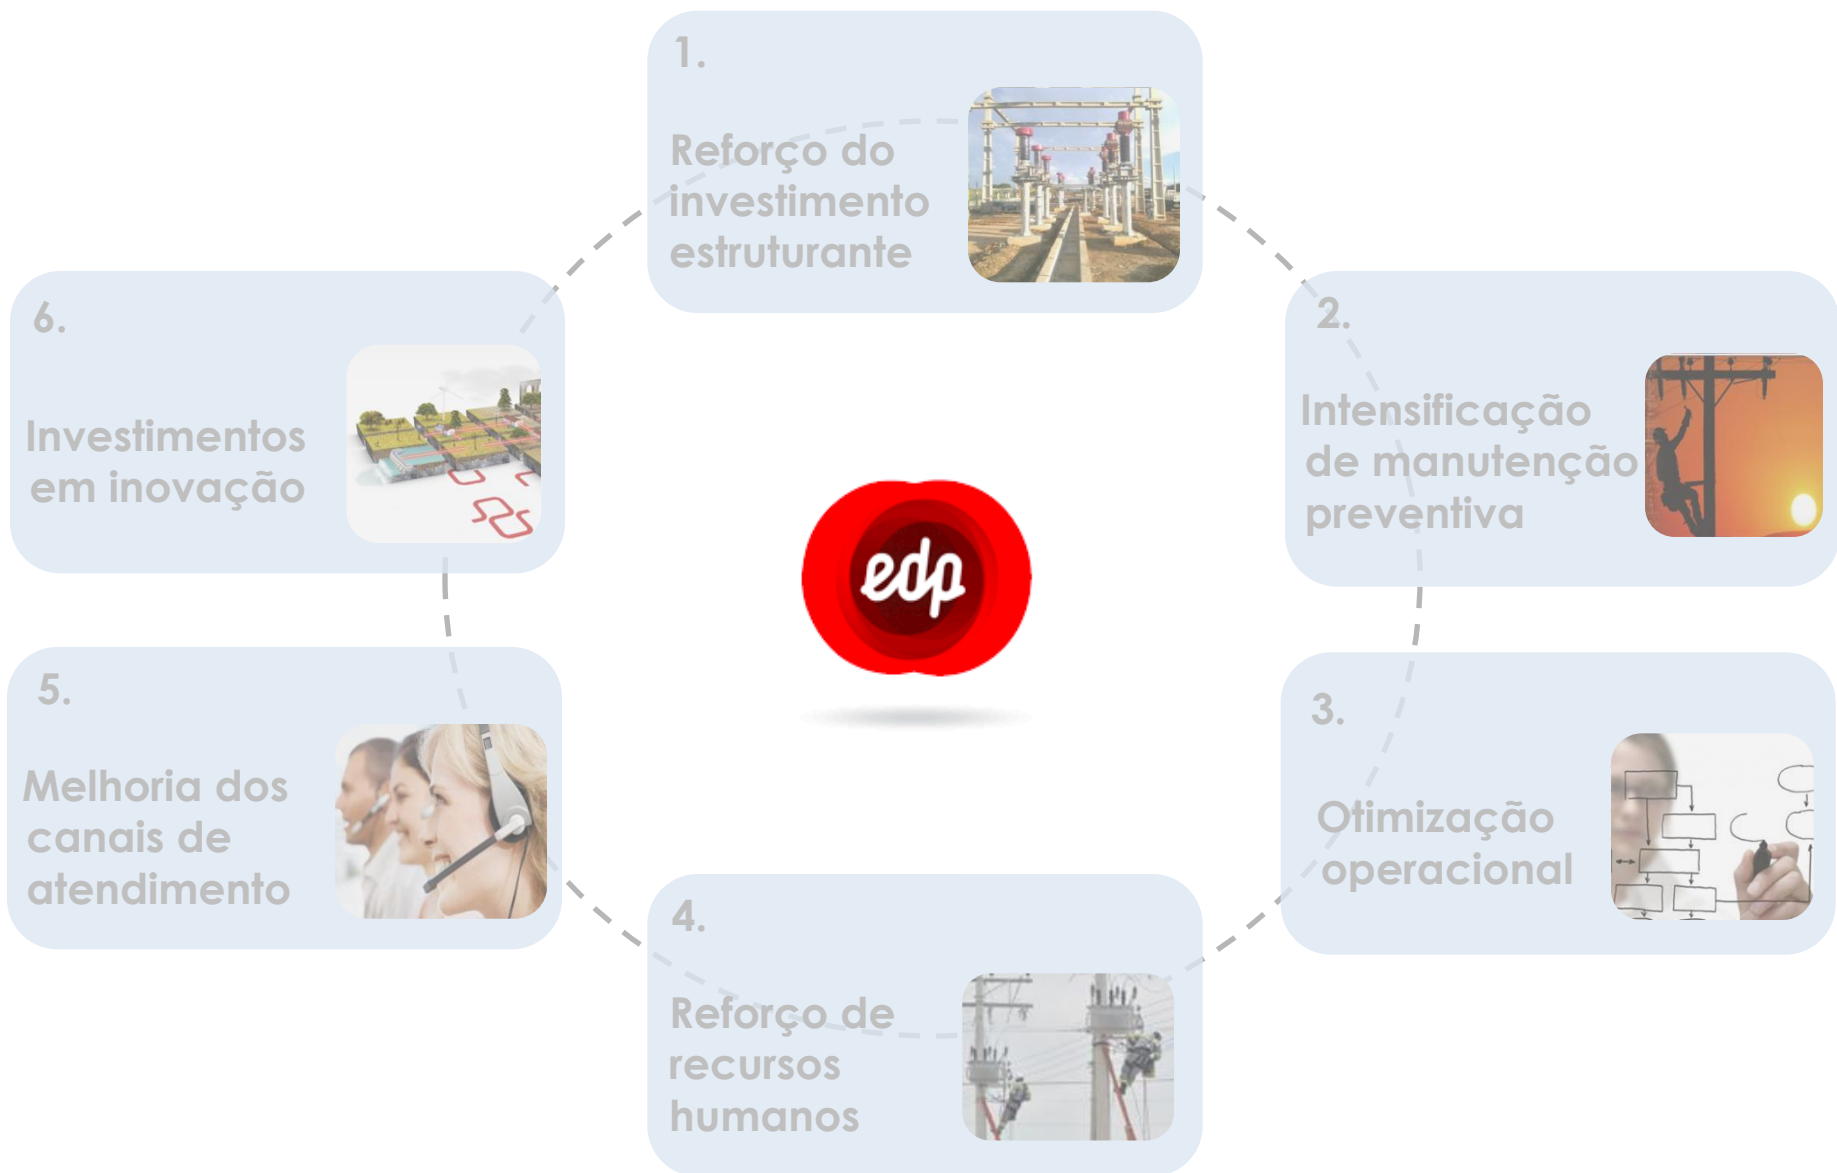 1.
Reforço do
investimento
estruturante
2.
Intensificação
de manutenção
preventiva
3.
Otimização
operacional
4.
Reforço de
recursos
humanos
5.
Melhoria dos
canais de
atendimento
6.
Investimentos
em inovação
edp